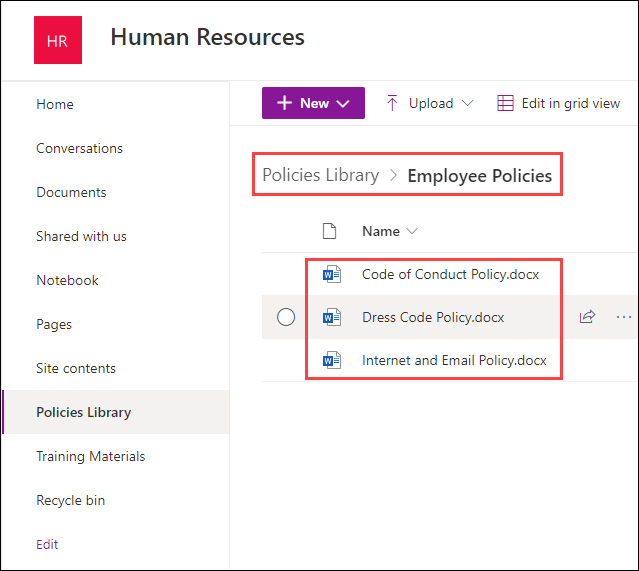 HR
Human Resources
Home
Conversations
Documents
Shared with us
Notebook
Pages
Site contents
Policies Library
Training Materials
Recycle bin
Edit
New Upload Edit in grid view
Policies Library > Employee Policies
Name
Code of Conduct Policy.docx
Dress Code Policy.docx
Internet and Email Policy.docx